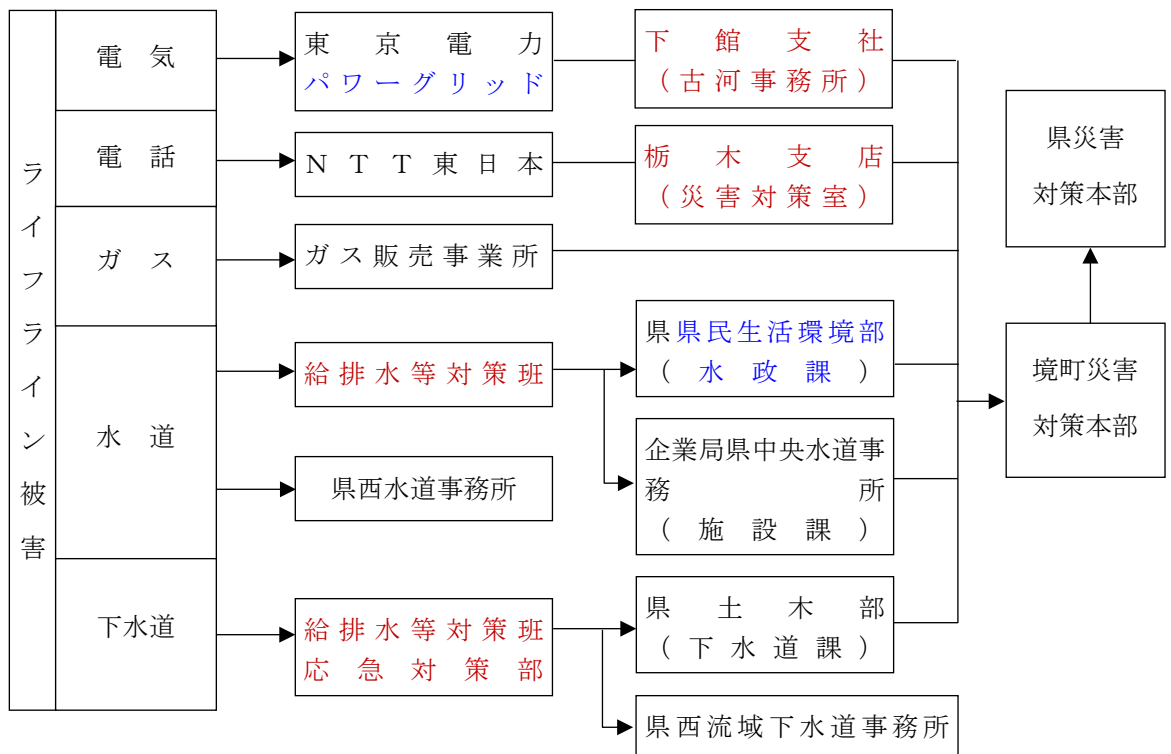 ライフライン被害
電気
東京電力
パワーグリッド
下館支社
(古河事務所)
電話
NTT東日本
栃木支店
(災害対策室)
ガス
ガス販売事業所
水道
給排水等対策班
県県民生活環境部
(水政課)
企業局県中央水道事
務所
(施設課)
県西水道事務所
下水道
給排水等対策班
応急対策部
県土木部
(下水道課)
県西流域下水道事務所
県災害
対策本部
境町災害
対策本部